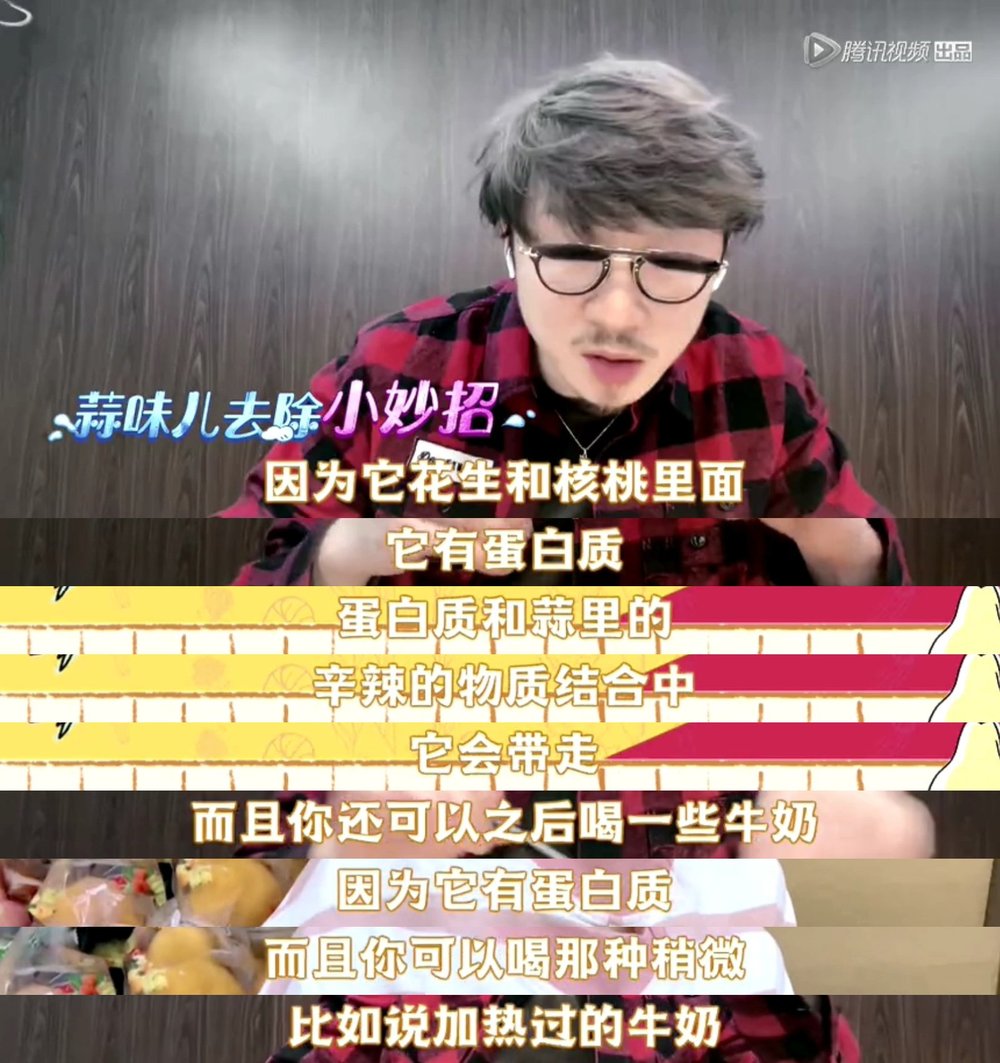 腾讯视频 出品
蒜味儿去除小妙招
因为它花生和核桃里面
它有蛋白质
蛋白质和蒜里的
辛辣的物质结合中
它会带走
而且你还可以之后喝一些牛奶
因为它有蛋白质
而且你可以喝那种稍微
比如说加热过的牛奶